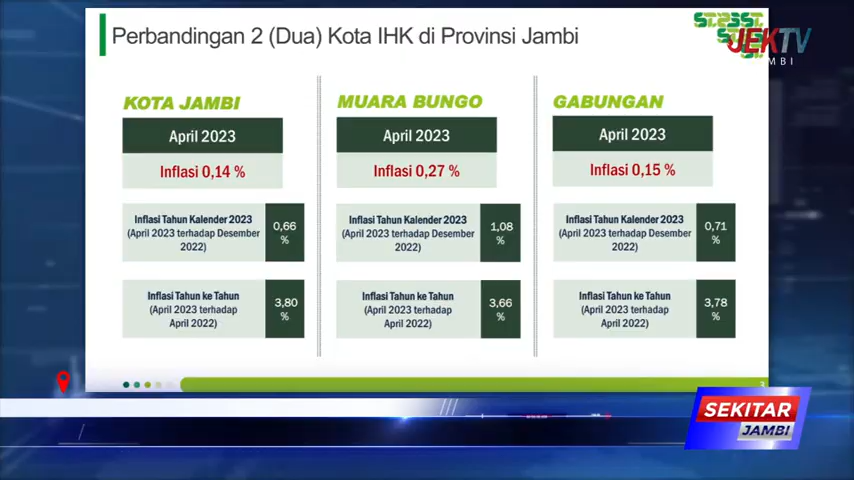 Perbandingan 2 (Dua) Kota IHK di Provinsi Jambi
JEKTV
JAMBI
KOTA JAMBI
April 2023
Inflasi 0,14 %
Inflasi Tahun Kalender 2023
(April 2023 terhadap Desember
2022)
0,66
%
Inflasi Tahun ke Tahun
(April 2023 terhadap
April 2022)
3,80
%
MUARA BUNGO
April 2023
Inflasi 0,27 %
Inflasi Tahun Kalender 2023
(April 2023 terhadap Desember
2022)
1,08
%
Inflasi Tahun ke Tahun
(April 2023 terhadap
April 2022)
3,66
%
GABUNGAN
April 2023
Inflasi 0,15 %
Inflasi Tahun Kalender 2023
(April 2023 terhadap Desember
2022)
0,71
%
Inflasi Tahun ke Tahun
(April 2023 terhadap
April 2022)
3,78
%
3
SEKITAR
JAMBI